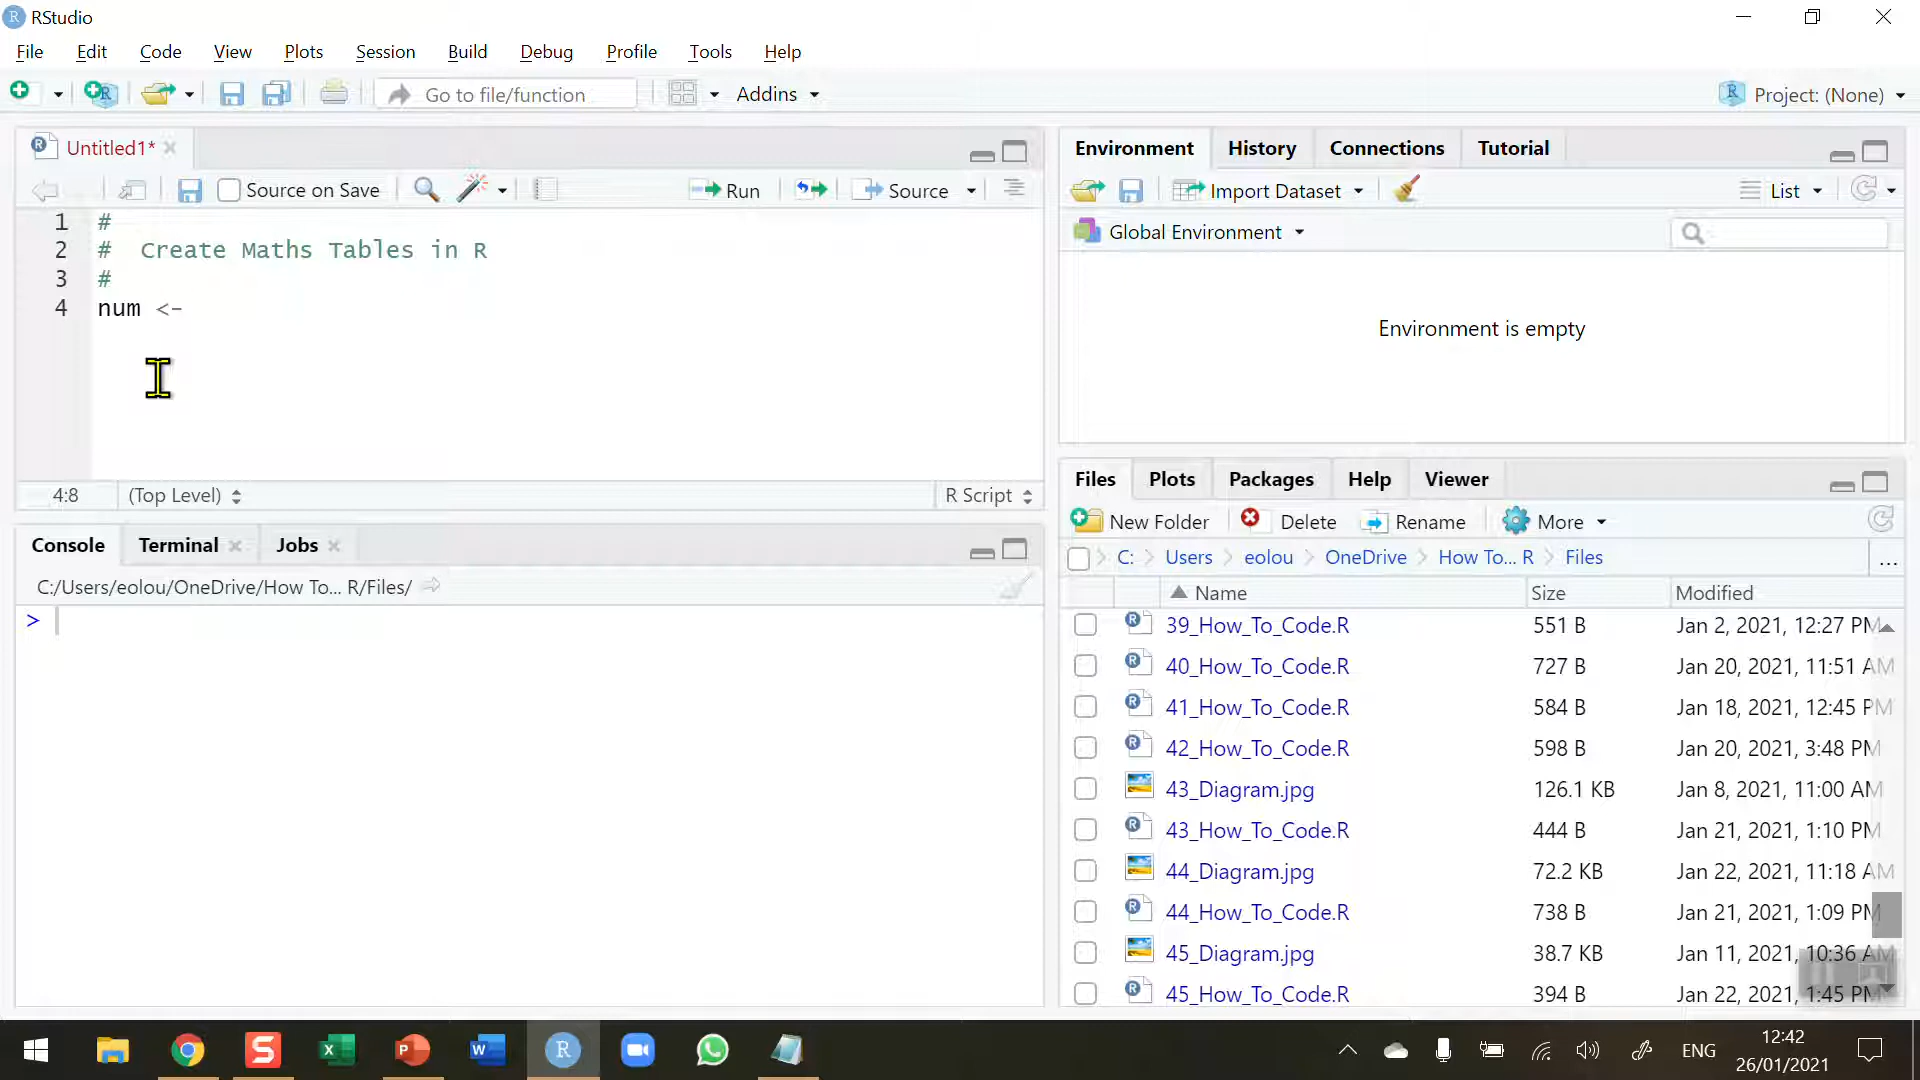 RStudio
File Edit Code View Plots Session Build Debug Profile Tools Help
Go to file/function Addins Project: (None)
Untitled1*
Source on Save Run Source
1 #
2 #  Create Maths Tables in R
3 #
4 num <-
4:8 (Top Level) R Script
Console Terminal Jobs
C:/Users/eolou/OneDrive/How To... R/Files/
>
Environment History Connections Tutorial
Import Dataset List
Global Environment
Environment is empty
Files Plots Packages Help Viewer
New Folder Delete Rename More
C: Users eolou OneDrive How To... R Files ...
Name Size Modified
39_How_To_Code.R 551 B Jan 2, 2021, 12:27 PM
40_How_To_Code.R 727 B Jan 20, 2021, 11:51 AM
41_How_To_Code.R 584 B Jan 18, 2021, 12:45 PM
42_How_To_Code.R 598 B Jan 20, 2021, 3:48 PM
43_Diagram.jpg 126.1 KB Jan 8, 2021, 11:00 AM
43_How_To_Code.R 444 B Jan 21, 2021, 1:10 PM
44_Diagram.jpg 72.2 KB Jan 22, 2021, 11:18 AM
44_How_To_Code.R 738 B Jan 21, 2021, 1:09 PM
45_Diagram.jpg 38.7 KB Jan 11, 2021, 10:36 AM
45_How_To_Code.R 394 B Jan 22, 2021, 1:45 PM
ENG
12:42
26/01/2021